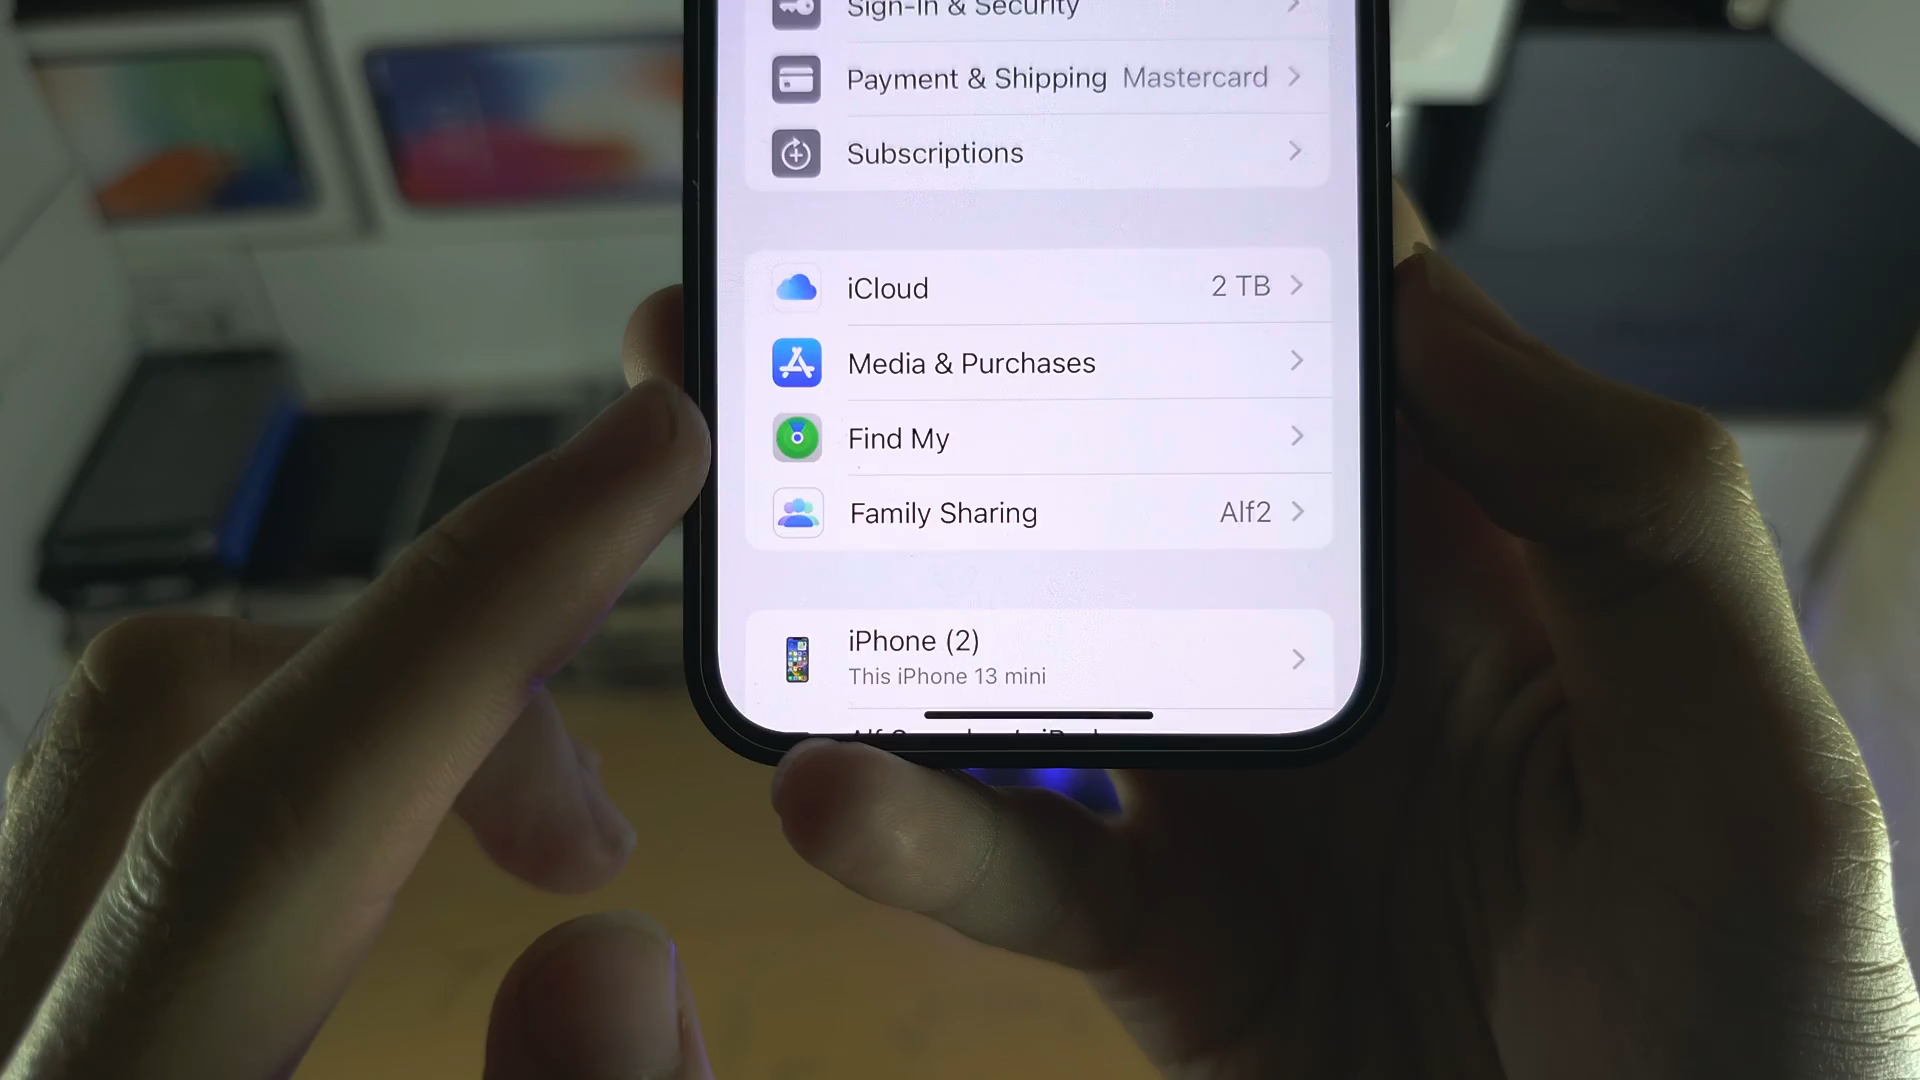 Sign-In & Security
Payment & Shipping Mastercard
Subscriptions
iCloud 2 TB
Media & Purchases
Find My
Family Sharing Alf2
iPhone (2)
This iPhone 13 mini